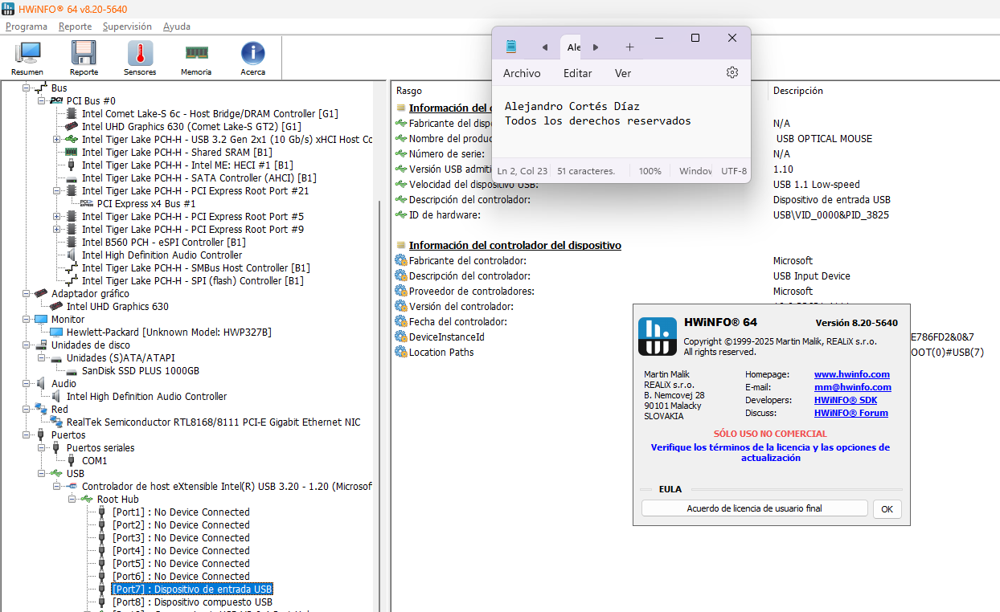 HWiNFO® 64 v8.20-5640
Programa Reporte Supervisión Ayuda
Resumen Reporte Sensores Memoria Acerca
Bus
PCI Bus #0
Intel Comet Lake-S 6c - Host Bridge/DRAM Controller [G1]
Intel UHD Graphics 630 (Comet Lake-S GT2) [G1]
Intel Tiger Lake PCH-H - USB 3.2 Gen 2x1 (10 Gb/s) xHCI Host Co
Intel Tiger Lake PCH-H - Shared SRAM [B1]
Intel Tiger Lake PCH-H - Intel ME: HECI #1 [B1]
Intel Tiger Lake PCH-H - SATA Controller (AHCI) [B1]
Intel Tiger Lake PCH-H - PCI Express Root Port #21
PCI Express x4 Bus #1
Intel Tiger Lake PCH-H - PCI Express Root Port #5
Intel Tiger Lake PCH-H - PCI Express Root Port #9
Intel B560 PCH - eSPI Controller [B1]
Intel High Definition Audio Controller
Intel Tiger Lake PCH-H - SMBus Host Controller [B1]
Intel Tiger Lake PCH-H - SPI (flash) Controller [B1]
Adaptador gráfico
Intel UHD Graphics 630
Monitor
Hewlett-Packard [Unknown Model: HWP327B]
Unidades de disco
Unidades (S)ATA/ATAPI
SanDisk SSD PLUS 1000GB
Audio
Intel High Definition Audio Controller
Red
RealTek Semiconductor RTL8168/8111 PCI-E Gigabit Ethernet NIC
Puertos
Puertos seriales
COM1
USB
Controlador de host eXtensible Intel(R) USB 3.20 - 1.20 (Microsof
Root Hub
[Port1] : No Device Connected
[Port2] : No Device Connected
[Port3] : No Device Connected
[Port4] : No Device Connected
[Port5] : No Device Connected
[Port6] : No Device Connected
[Port7] : Dispositivo de entrada USB
[Port8] : Dispositivo compuesto USB
Rasgo Descripción
Información del
Fabricante del N/A
Nombre del USB OPTICAL MOUSE
Número de serie: N/A
Versión USB 1.10
Velocidad del dispositivo USB: USB 1.1 Low-speed
Descripción del controlador: Dispositivo de entrada USB
ID de hardware: USB\VID_0000&PID_3825
Información del controlador del dispositivo
Fabricante del controlador: Microsoft
Descripción del controlador: USB Input Device
Proveedor de controladores: Microsoft
Versión del controlador:
Fecha del controlador:
DeviceInstanceId E786FD2&0&7
Location Paths OOT(0)#USB(7)
Ale
Archivo Editar Ver
Alejandro Cortés Díaz
Todos los derechos reservados
Ln 2, Col 23 51 caracteres. 100% Window UTF-8
HWiNFO® 64 Versión 8.20-5640
Copyright ©1999-2025 Martin Malik, REALiX s.r.o.
All rights reserved.
Martin Malik
REALiX s.r.o.
B. Nemcovej 28
90101 Malacky
SLOVAKIA
Homepage: www.hwinfo.com
E-mail: mm@hwinfo.com
Developers: HWiNFO® SDK
Discuss: HWiNFO® Forum
SÓLO USO NO COMERCIAL
Verifique los términos de la licencia y las opciones de
actualización
EULA
Acuerdo de licencia de usuario final OK